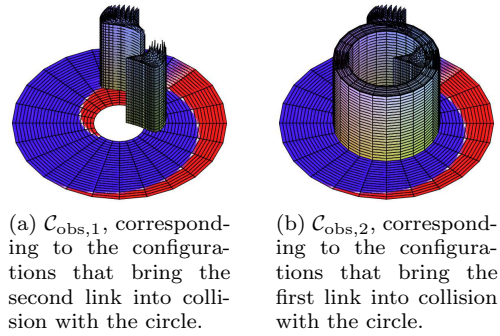 (a) 𝒞obs,1, correspond-
ing to the configura-
tions that bring the
second link into colli-
sion with the circle.
(b) 𝒞obs,2, correspond-
ing to the configura-
tions that bring the
first link into collision
with the circle.